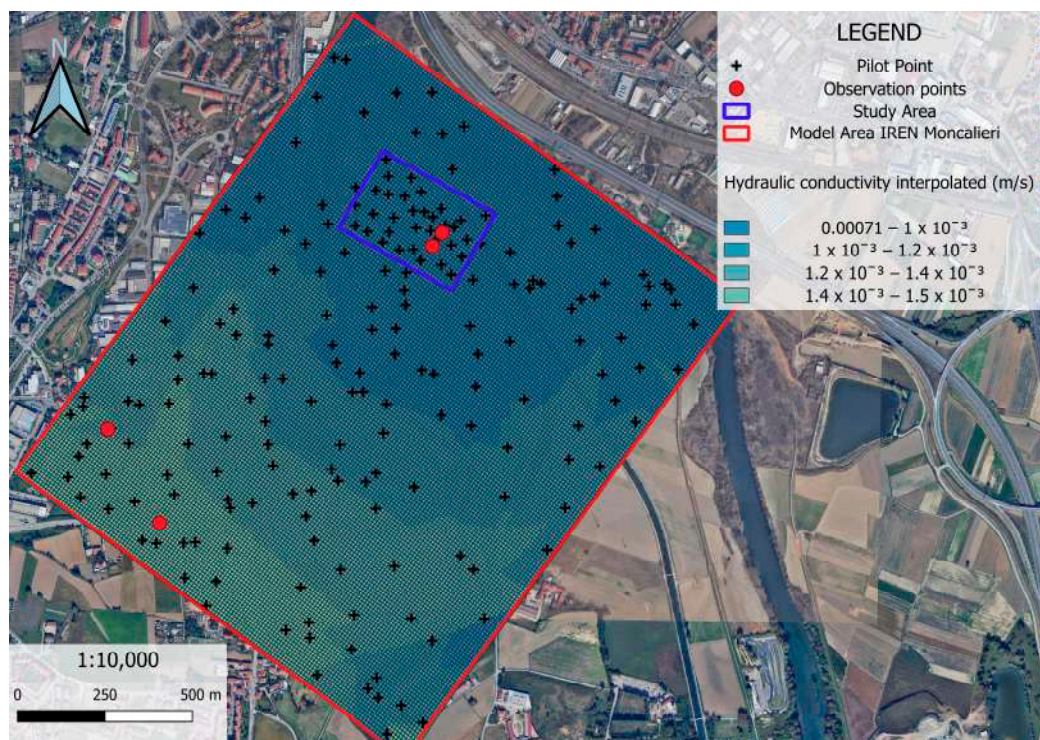 N
LEGEND
Pilot Point
Observation points
Study Area
Model Area IREN Moncalieri
Hydraulic conductivity interpolated (m/s)
0.00071 – 1 x 10⁻³
1 x 10⁻³ – 1.2 x 10⁻³
1.2 x 10⁻³ – 1.4 x 10⁻³
1.4 x 10⁻³ – 1.5 x 10⁻³
1:10,000
0 250 500 m